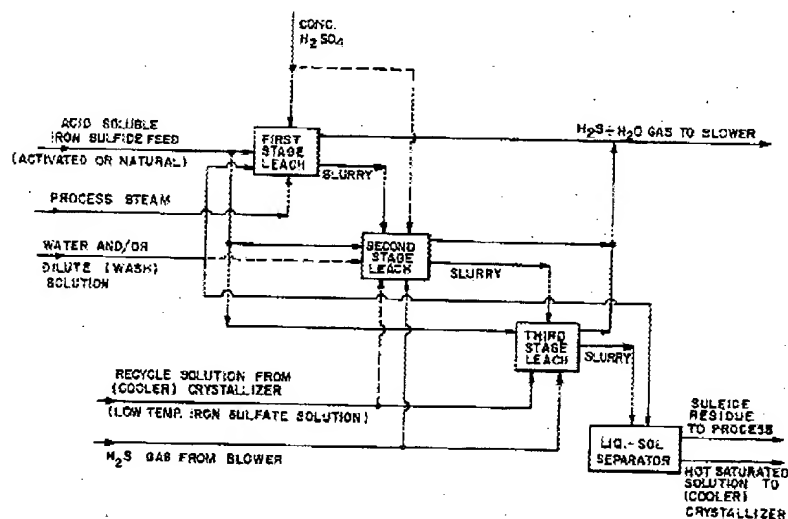 CONC.
H2SO4
ACID SOLUBLE
IRON SULFIDE FEED
(ACTIVATED OR NATURAL)
FIRST
STAGE
LEACH
H2S+H2O GAS TO BLOWER
SLURRY
PROCESS STEAM
WATER AND/OR
DILUTE (WASH)
SOLUTION
SECOND
STAGE
LEACH
SLURRY
THIRD
STAGE
LEACH
SLURRY
RECYCLE SOLUTION FROM
(COOLER) CRYSTALLIZER
(LOW TEMP. IRON SULFATE SOLUTION)
H2S GAS FROM BLOWER
LIQ.-SOL
SEPARATOR
SULFIDE
RESIDUE
TO PROCESS
HOT SATURATED
SOLUTION TO
(COOLER)
CRYSTALLIZER